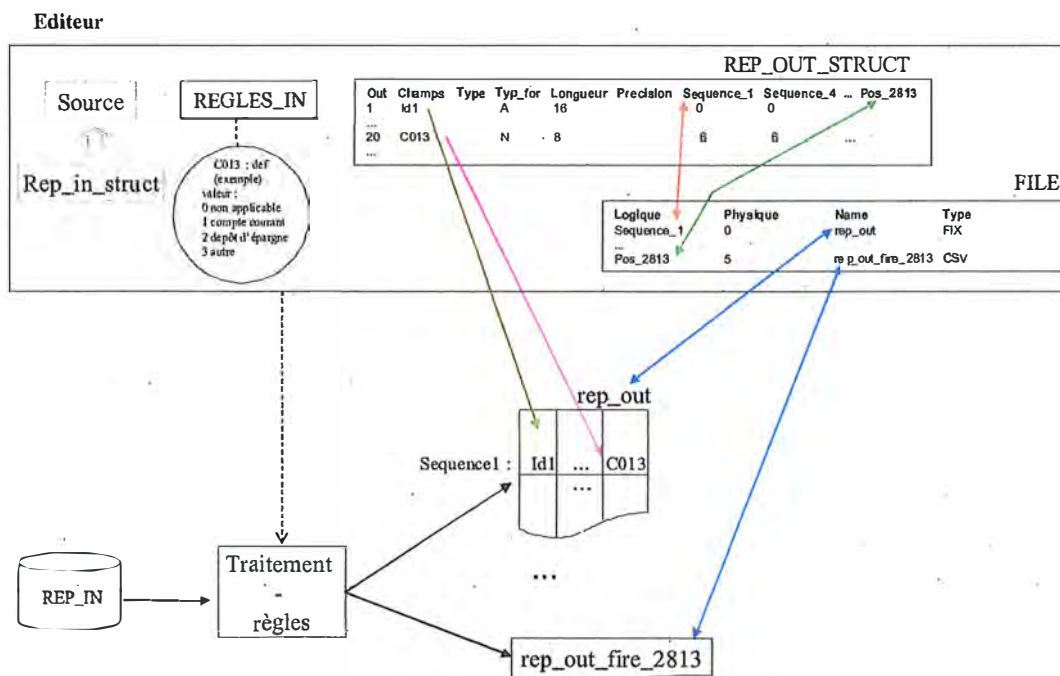 Editeur
REP_OUT_STRUCT
Source
REGLES_IN
Out Champs Type Typ_for Longueur Precision Sequence_1 Sequence_4 ... Pos_2813
1 Id1 A 16 0 0
...
20 C013 N 8 6 6 ...
...
Rep_in_struct
C013 : def
(exemple)
valeur :
0 non applicable
1 compte courant
2 depôt d'épargne
3 autre
FILE
Logique Physique Name Type
Sequence_1 0 rep_out FIX
...
Pos_2813 5 rep_out_fire_2813 CSV
rep_out
Sequence1 : Id1 ... C013
...
...
REP_IN
Traitement
-
règles
rep_out_fire_2813